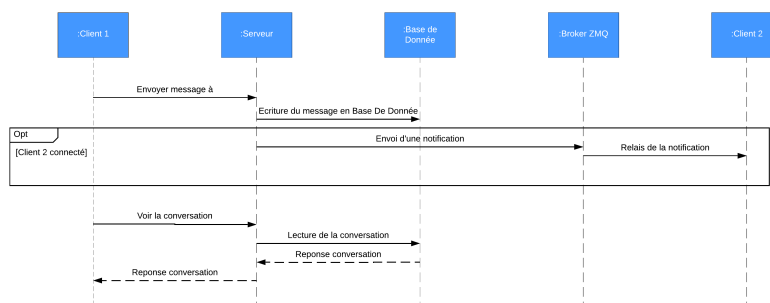 :Client 1
:Serveur
:Base de
Donnée
:Broker ZMQ
:Client 2
Envoyer message à
Ecriture du message en Base De Donnée
Opt
[Client 2 connecté]
Envoi d'une notification
Relais de la notification
Voir la conversation
Lecture de la conversation
Reponse conversation
Reponse conversation